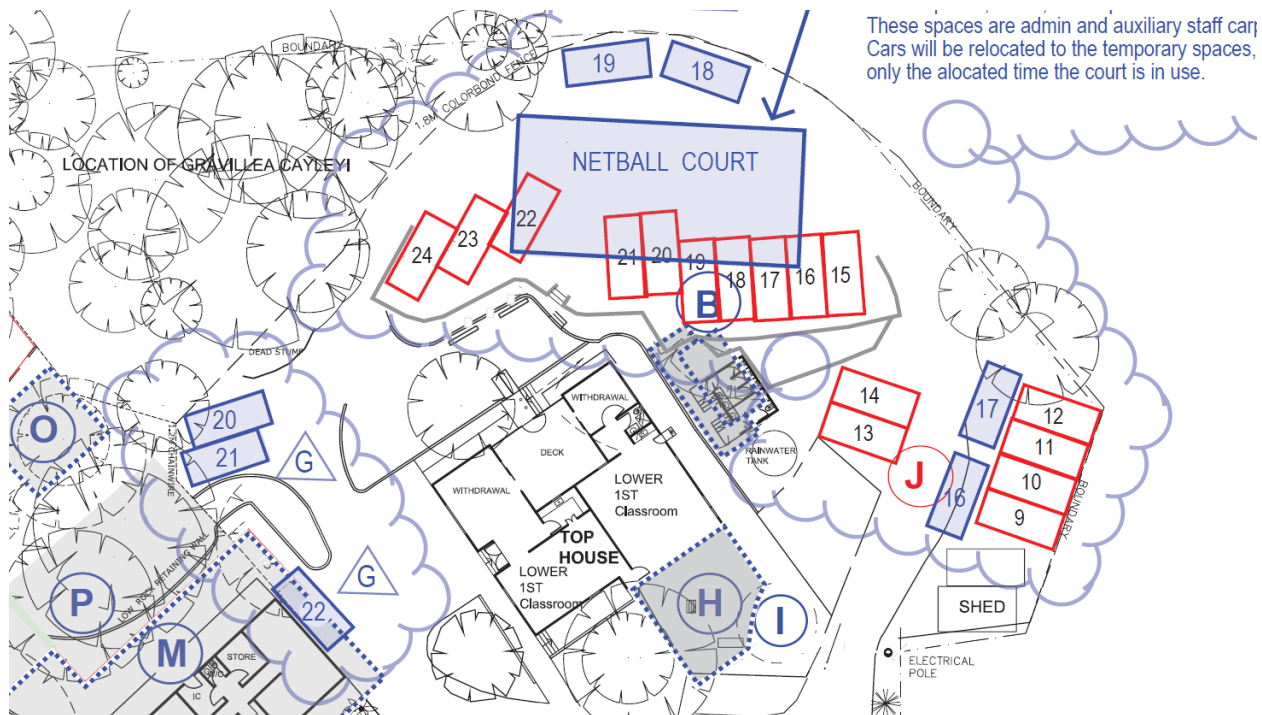 These spaces are admin and auxiliary staff
Cars will be relocated to the temporary spaces,
only the alocated time the court is in use.
BOUNDARY
19
18
1.8M COLORBOND FENCE
LOCATION OF GRAVILLEA CAYLEYI
NETBALL COURT
BOUNDARY
22
23
24
21
20
19
18
17
16
15
B
DEAD STUMP
20
21
G
O
1.2M CHAINWIRE
WITHDRAWAL
DECK
WITHDRAWAL
LOWER
1ST
Classroom
RAINWATER
TANK
14
13
17
12
11
10
9
J
16
BOUNDARY
TOP
HOUSE
LOWER
1ST
Classroom
LOW ROCK RETAINING WALL
G
P
22
M
STORE
IC
H
I
SHED
ELECTRICAL
POLE